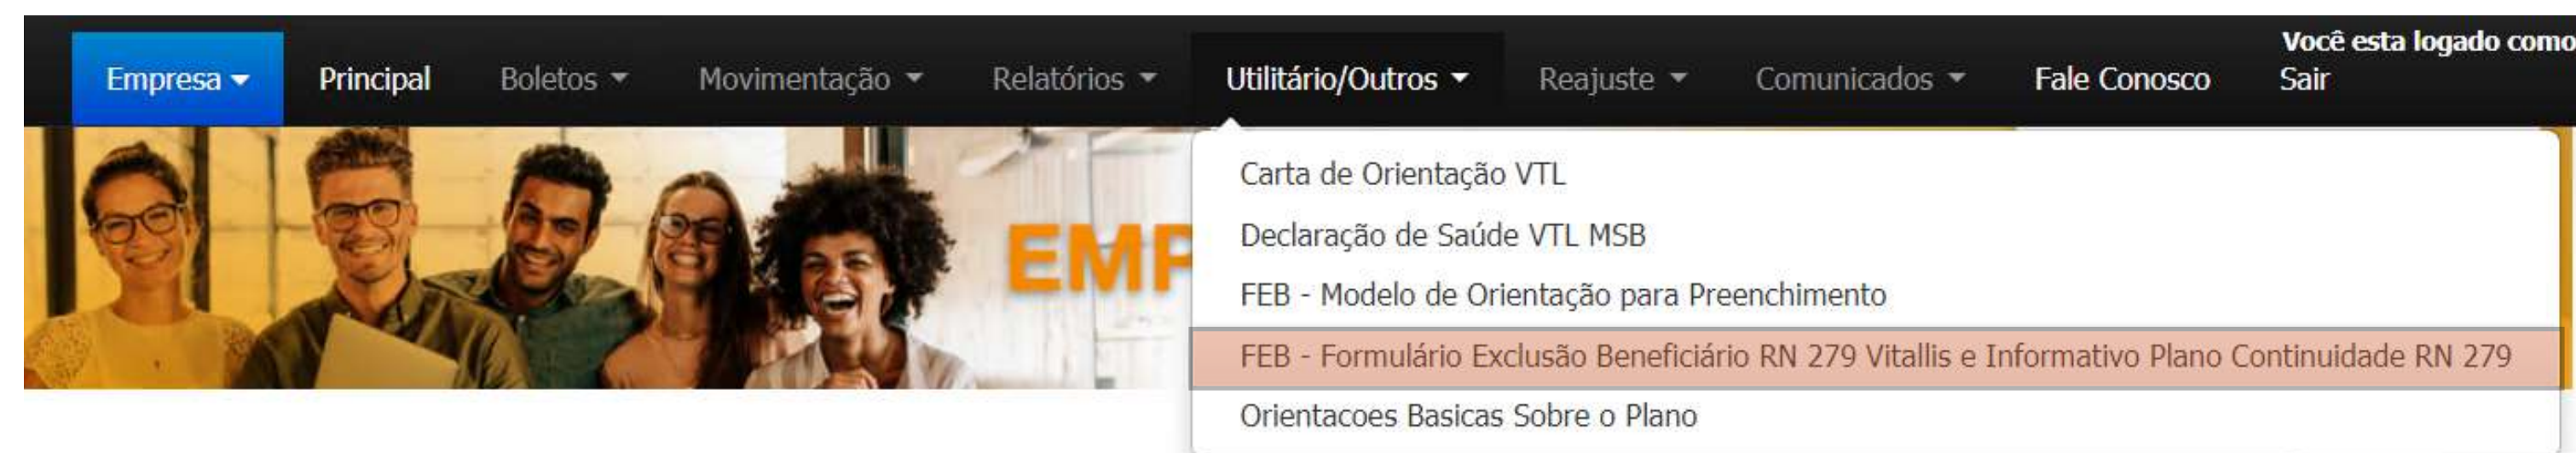 Você esta logado como
Empresa Principal Boletos Movimentação Relatórios Utilitário/Outros Reajuste Comunicados Fale Conosco Sair
EMP
Carta de Orientação VTL
Declaração de Saúde VTL MSB
FEB - Modelo de Orientação para Preenchimento
FEB - Formulário Exclusão Beneficiário RN 279 Vitallis e Informativo Plano Continuidade RN 279
Orientacoes Basicas Sobre o Plano